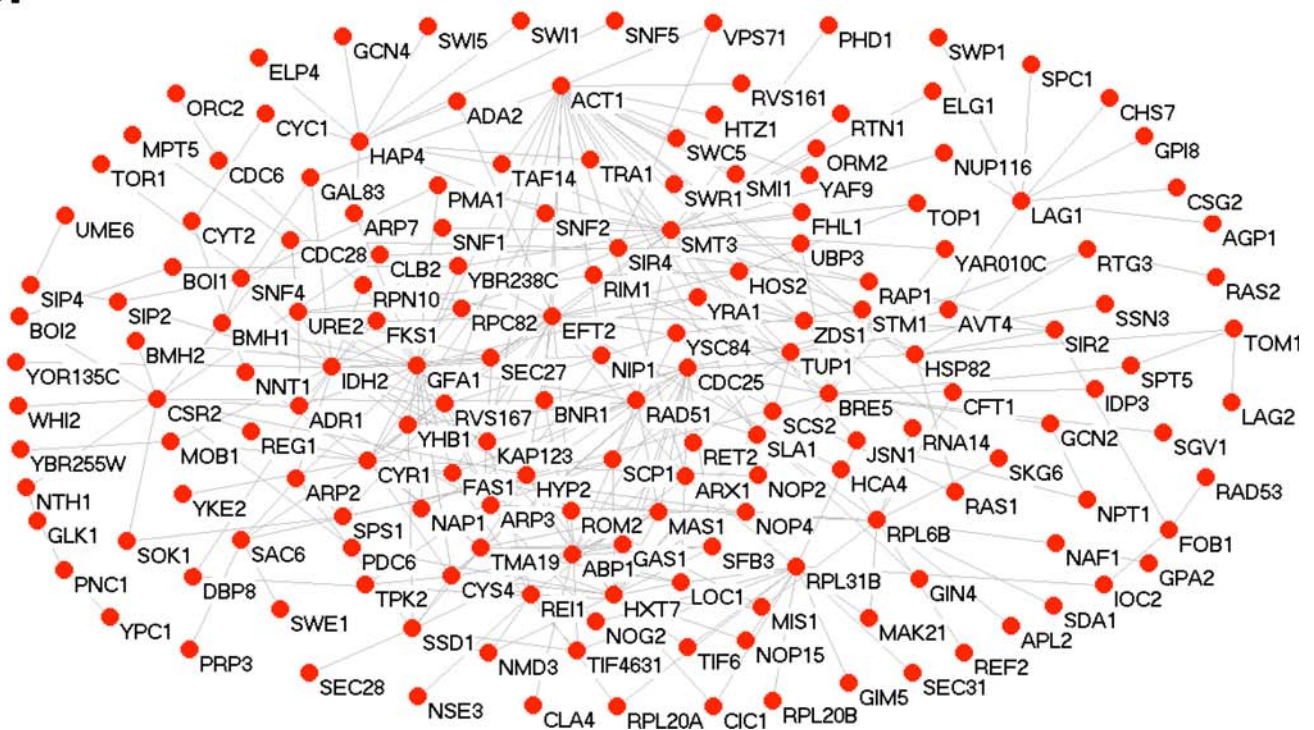 GCN4
SWI5
SWI1
SNF5
VPS71
PHD1
SWP1
ELP4
SPC1
ORC2
CYC1
ADA2
ACT1
RVS161
ELG1
CHS7
MPT5
HAP4
HTZ1
RTN1
GPI8
TOR1
CDC6
GAL83
TAF14
TRA1
SWC5
ORM2
NUP116
PMA1
SWR1
SMI1
YAF9
CSG2
LAG1
UME6
CYT2
ARP7
SNF1
SNF2
SMT3
FHL1
TOP1
AGP1
CDC28
CLB2
SIR4
UBP3
YAR010C
RTG3
BOI1
SNF4
YBR238C
RIM1
HOS2
RAP1
RAS2
SIP4
SIP2
RPN10
YRA1
BOI2
BMH1
URE2
FKS1
RPC82
EFT2
ZDS1
STM1
AVT4
SSN3
BMH2
YSC84
SIR2
TOM1
YOR135C
NNT1
IDH2
GFA1
SEC27
NIP1
CDC25
TUP1
HSP82
SPT5
WHI2
CSR2
ADR1
RVS167
BNR1
RAD51
SCS2
BRE5
CFT1
IDP3
LAG2
YBR255W
MOB1
REG1
YHB1
KAP123
RET2
SLA1
JSN1
RNA14
GCN2
SGV1
NTH1
YKE2
ARP2
CYR1
FAS1
HYP2
SCP1
ARX1
NOP2
HCA4
SKG6
RAD53
GLK1
SPS1
NAP1
ARP3
ROM2
MAS1
NOP4
RAS1
NPT1
SOK1
SAC6
PDC6
TMA19
ABP1
GAS1
SFB3
RPL6B
NAF1
FOB1
PNC1
DBP8
TPK2
CYS4
RPL31B
GIN4
GPA2
YPC1
SWE1
REI1
HXT7
LOC1
MIS1
IOC2
SSD1
NOG2
MAK21
APL2
SDA1
PRP3
NMD3
TIF4631
TIF6
NOP15
REF2
SEC28
NSE3
CLA4
RPL20A
CIC1
RPL20B
GIM5
SEC31